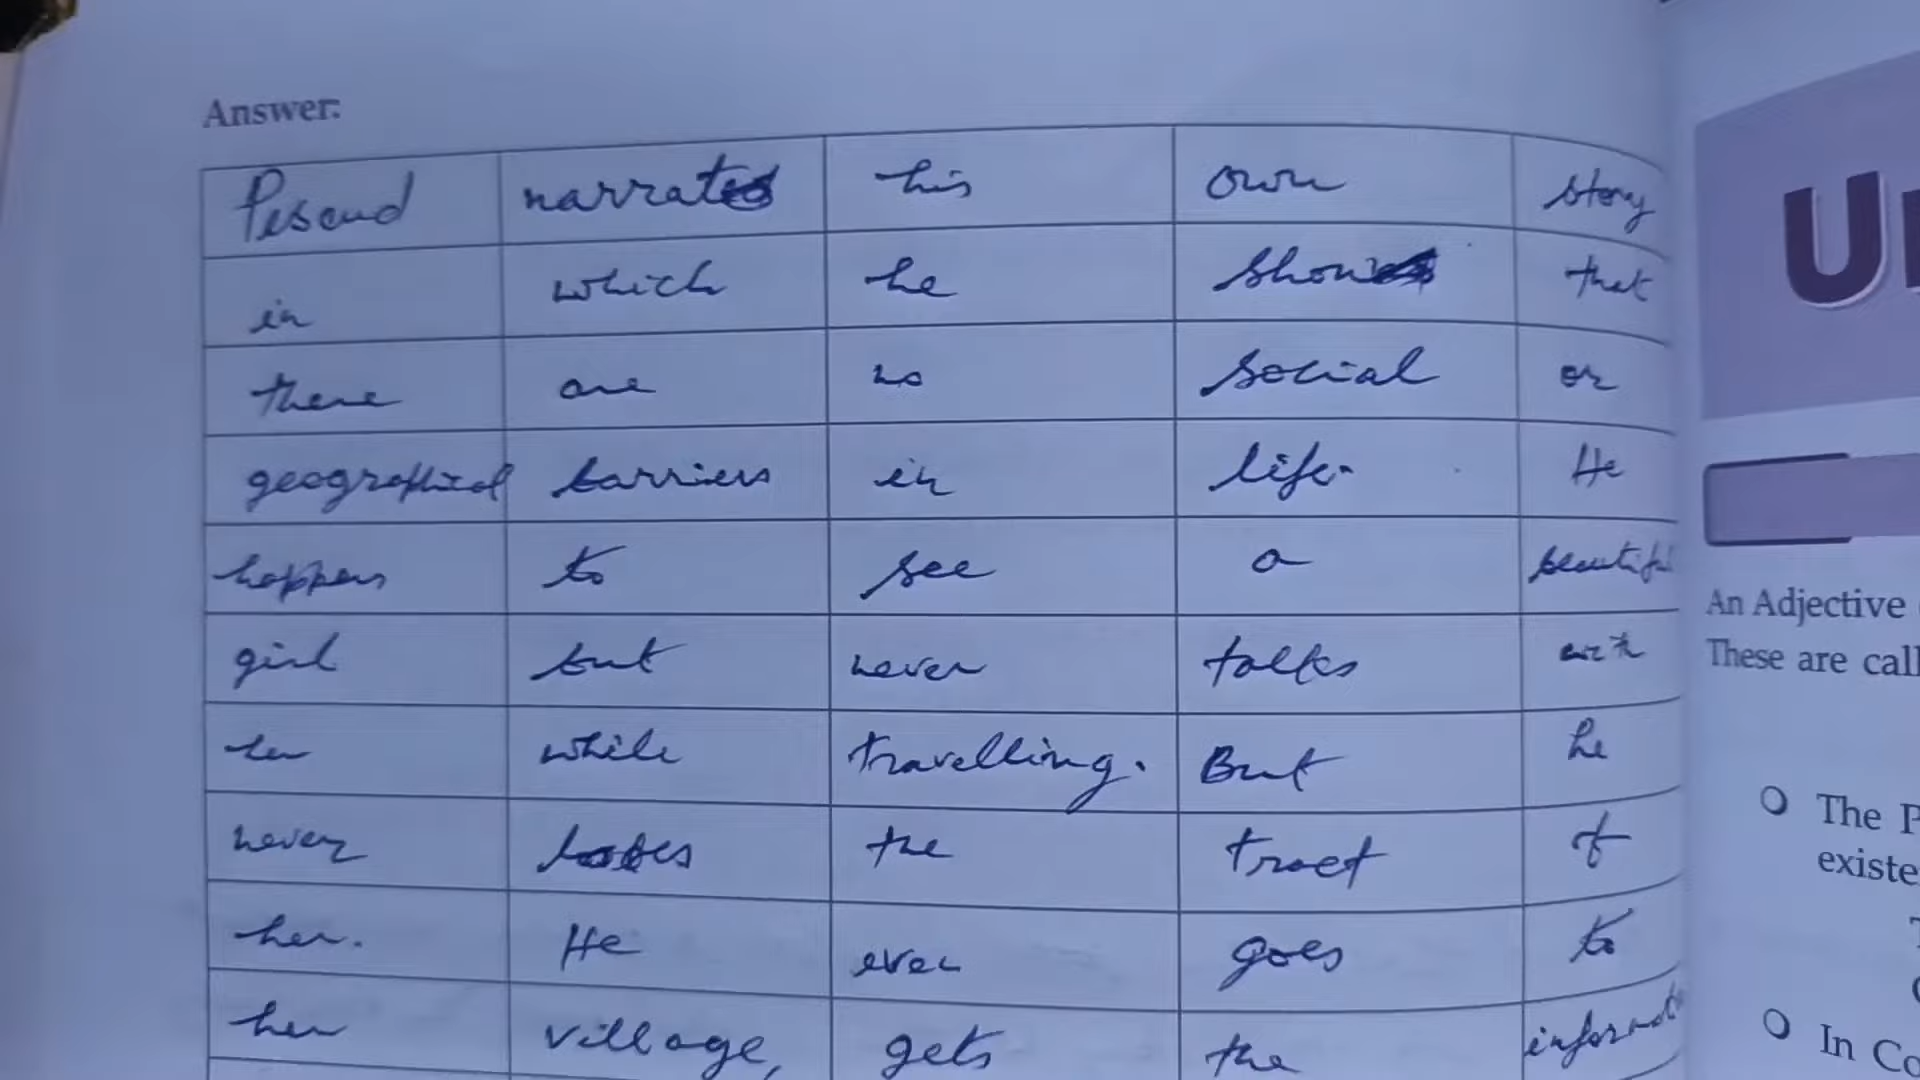 Answer:
Pesend narrates his own story
in which he shows that
there are no social or
geographical barriers in life. He
happens to see a beautiful
girl but never talks with
her while travelling. But he
never loses the tract of
her. He even goes to
her village, gets the informat
U
An Adjective
These are call
The P
existe
In Co